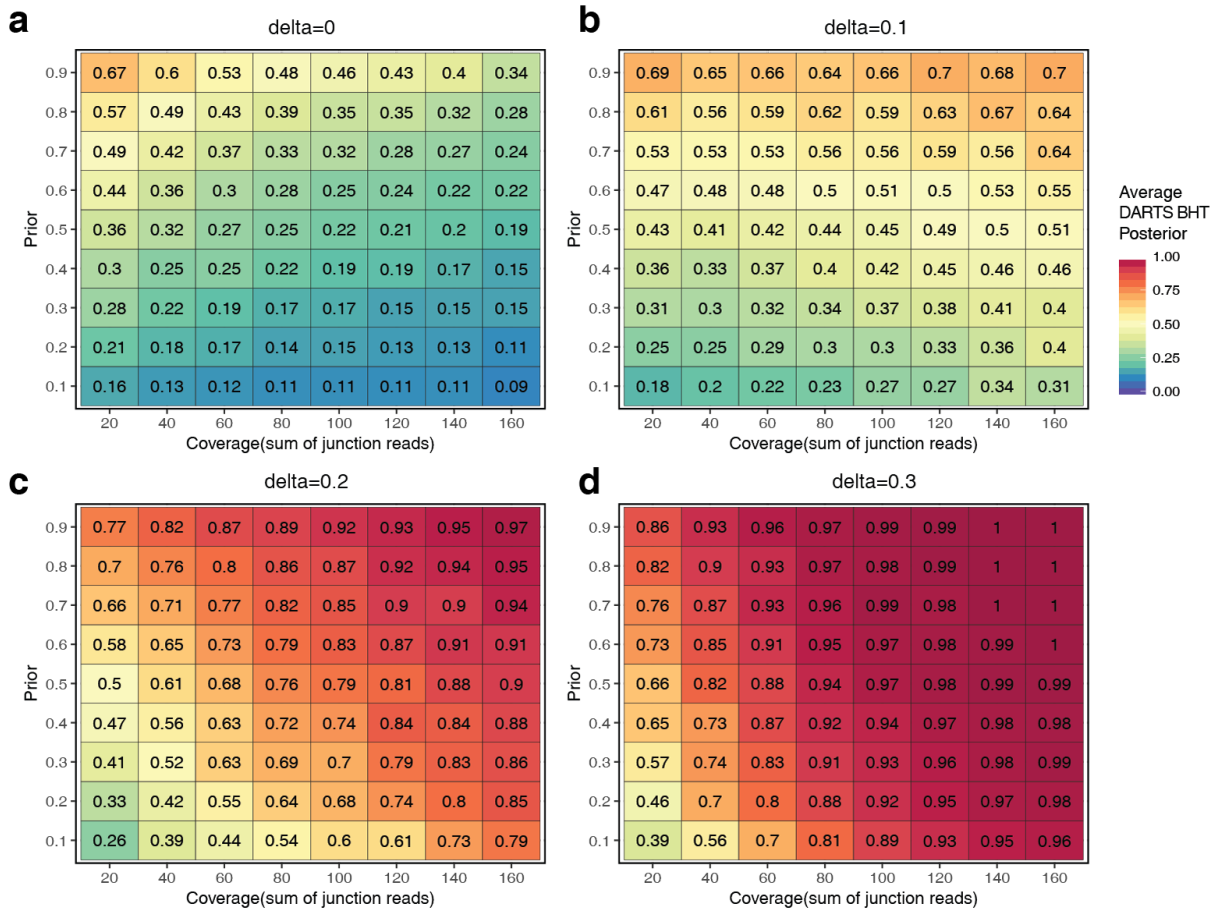 a
delta=0
0.9 0.67 0.6 0.53 0.48 0.46 0.43 0.4 0.34
0.8 0.57 0.49 0.43 0.39 0.35 0.35 0.32 0.28
0.7 0.49 0.42 0.37 0.33 0.32 0.28 0.27 0.24
0.6 0.44 0.36 0.3 0.28 0.25 0.24 0.22 0.22
0.5 0.36 0.32 0.27 0.25 0.22 0.21 0.2 0.19
0.4 0.3 0.25 0.25 0.22 0.19 0.19 0.17 0.15
0.3 0.28 0.22 0.19 0.17 0.17 0.15 0.15 0.15
0.2 0.21 0.18 0.17 0.14 0.15 0.13 0.13 0.11
0.1 0.16 0.13 0.12 0.11 0.11 0.11 0.11 0.09
Prior
20 40 60 80 100 120 140 160
Coverage(sum of junction reads)
b
delta=0.1
0.9 0.69 0.65 0.66 0.64 0.66 0.7 0.68 0.7
0.8 0.61 0.56 0.59 0.62 0.59 0.63 0.67 0.64
0.7 0.53 0.53 0.53 0.56 0.56 0.59 0.56 0.64
0.6 0.47 0.48 0.48 0.5 0.51 0.5 0.53 0.55
0.5 0.43 0.41 0.42 0.44 0.45 0.49 0.5 0.51
0.4 0.36 0.33 0.37 0.4 0.42 0.45 0.46 0.46
0.3 0.31 0.3 0.32 0.34 0.37 0.38 0.41 0.4
0.2 0.25 0.25 0.29 0.3 0.3 0.33 0.36 0.4
0.1 0.18 0.2 0.22 0.23 0.27 0.27 0.34 0.31
Prior
20 40 60 80 100 120 140 160
Coverage(sum of junction reads)
Average
DARTS BHT
Posterior
1.00
0.75
0.50
0.25
0.00
c
delta=0.2
0.9 0.77 0.82 0.87 0.89 0.92 0.93 0.95 0.97
0.8 0.7 0.76 0.8 0.86 0.87 0.92 0.94 0.95
0.7 0.66 0.71 0.77 0.82 0.85 0.9 0.9 0.94
0.6 0.58 0.65 0.73 0.79 0.83 0.87 0.91 0.91
0.5 0.5 0.61 0.68 0.76 0.79 0.81 0.88 0.9
0.4 0.47 0.56 0.63 0.72 0.74 0.84 0.84 0.88
0.3 0.41 0.52 0.63 0.69 0.7 0.79 0.83 0.86
0.2 0.33 0.42 0.55 0.64 0.68 0.74 0.8 0.85
0.1 0.26 0.39 0.44 0.54 0.6 0.61 0.73 0.79
Prior
20 40 60 80 100 120 140 160
Coverage(sum of junction reads)
d
delta=0.3
0.9 0.86 0.93 0.96 0.97 0.99 0.99 1 1
0.8 0.82 0.9 0.93 0.97 0.98 0.99 1 1
0.7 0.76 0.87 0.93 0.96 0.99 0.98 1 1
0.6 0.73 0.85 0.91 0.95 0.97 0.98 0.99 1
0.5 0.66 0.82 0.88 0.94 0.97 0.98 0.99 0.99
0.4 0.65 0.73 0.87 0.92 0.94 0.97 0.98 0.98
0.3 0.57 0.74 0.83 0.91 0.93 0.96 0.98 0.99
0.2 0.46 0.7 0.8 0.88 0.92 0.95 0.97 0.98
0.1 0.39 0.56 0.7 0.81 0.89 0.93 0.95 0.96
Prior
20 40 60 80 100 120 140 160
Coverage(sum of junction reads)